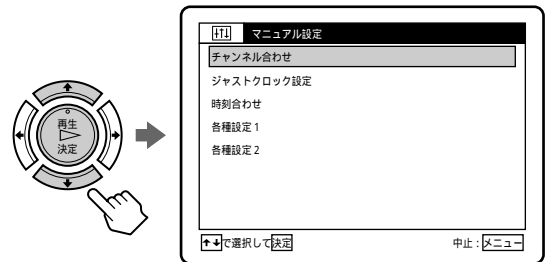 再生
決定
マニュアル設定
チャンネル合わせ
ジャストクロック設定
時刻合わせ
各種設定1
各種設定2
で選択して決定
中止:メニュー